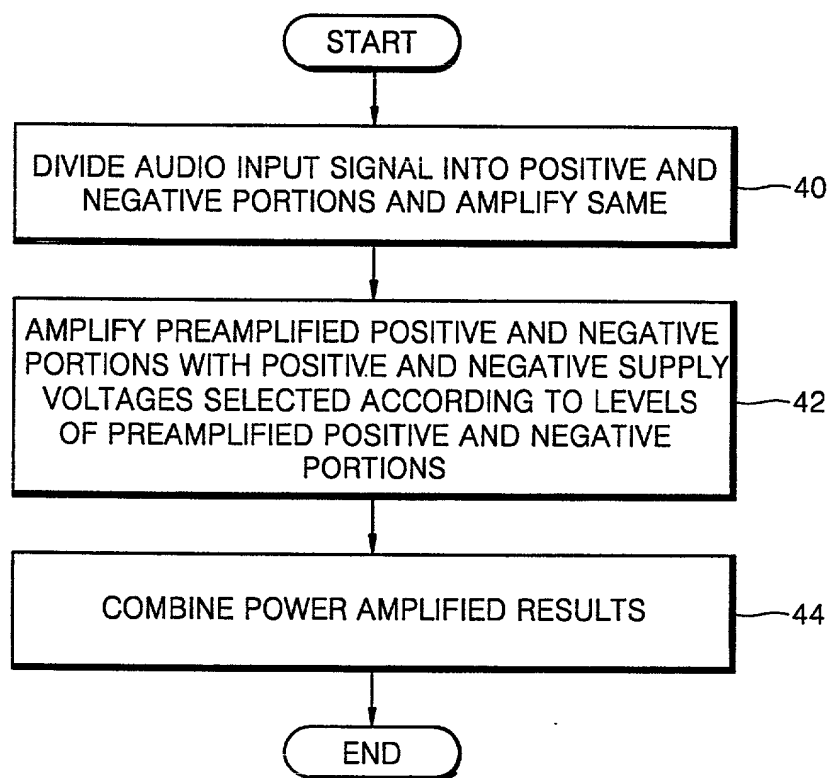 START
DIVIDE AUDIO INPUT SIGNAL INTO POSITIVE AND
NEGATIVE PORTIONS AND AMPLIFY SAME
40
AMPLIFY PREAMPLIFIED POSITIVE AND NEGATIVE
PORTIONS WITH POSITIVE AND NEGATIVE SUPPLY
VOLTAGES SELECTED ACCORDING TO LEVELS
OF PREAMPLIFIED POSITIVE AND NEGATIVE
PORTIONS
42
COMBINE POWER AMPLIFIED RESULTS
44
END